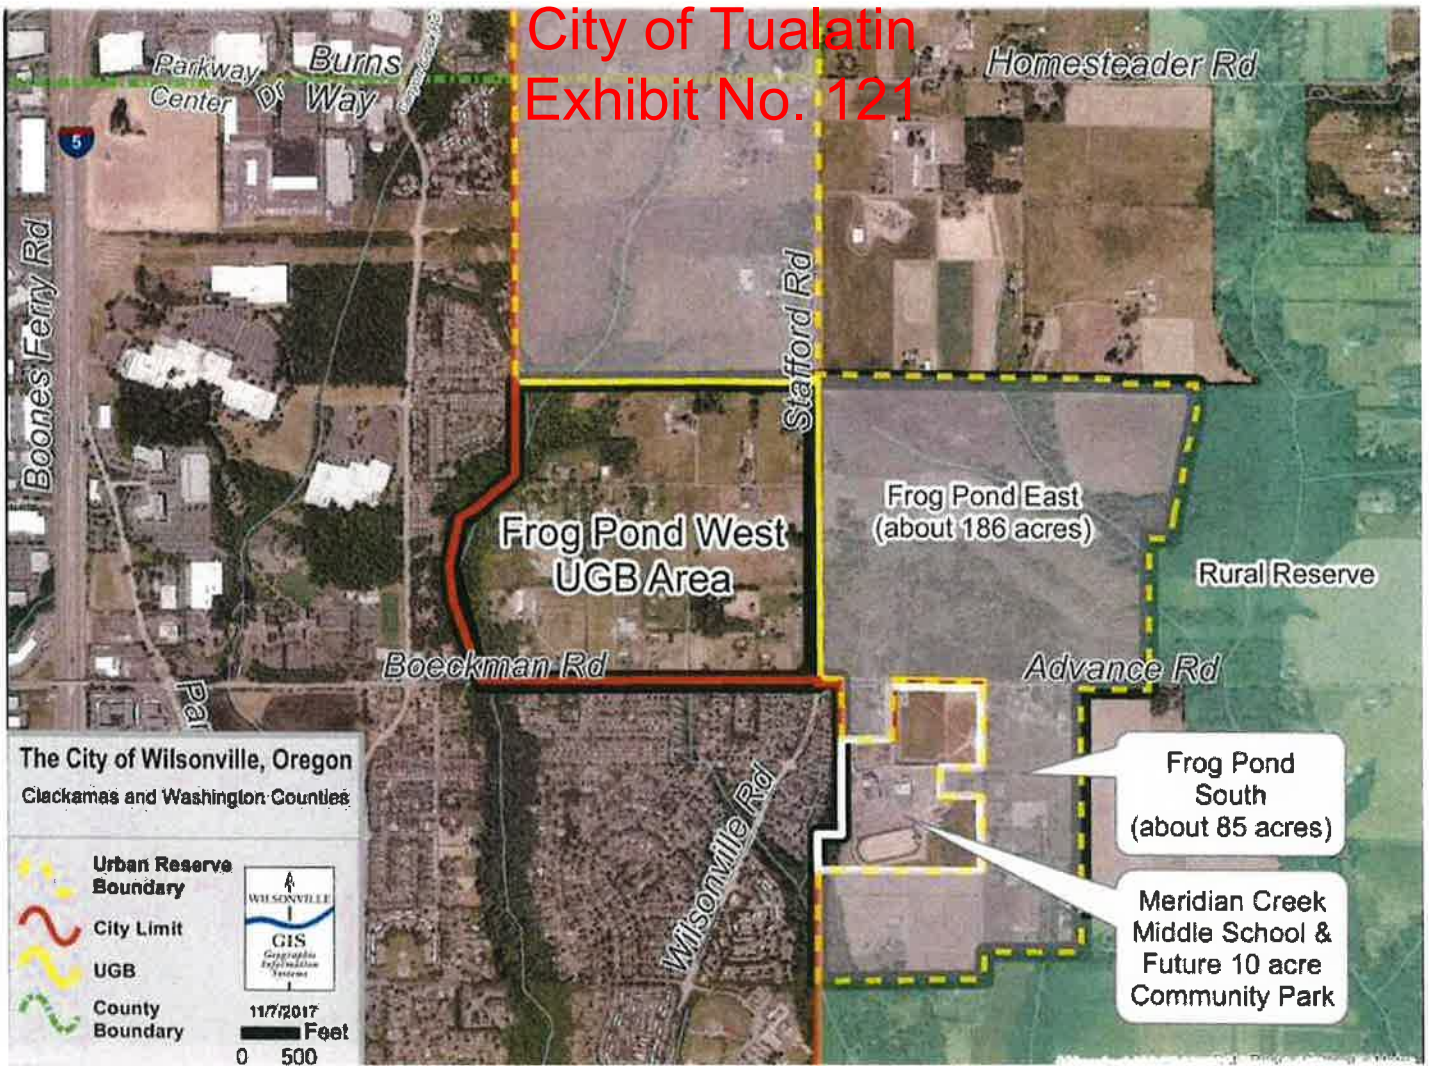 City of Tualatin
Exhibit No. 121
Homesteader Rd
Parkway
Center
Dr
Burns
Way
5
Boones Ferry Rd
Stafford Rd
Frog Pond West
UGB Area
Frog Pond East
(about 186 acres)
Rural Reserve
Boeckman Rd
Advance Rd
Wilsonville Rd
Frog Pond
South
(about 85 acres)
Meridian Creek
Middle School &
Future 10 acre
Community Park
The City of Wilsonville, Oregon
Clackamas and Washington Counties
Urban Reserve
Boundary
City Limit
UGB
County
Boundary
WILSONVILLE
GIS
Geographic
Information
Systems
11/7/2017
Feet
0 500